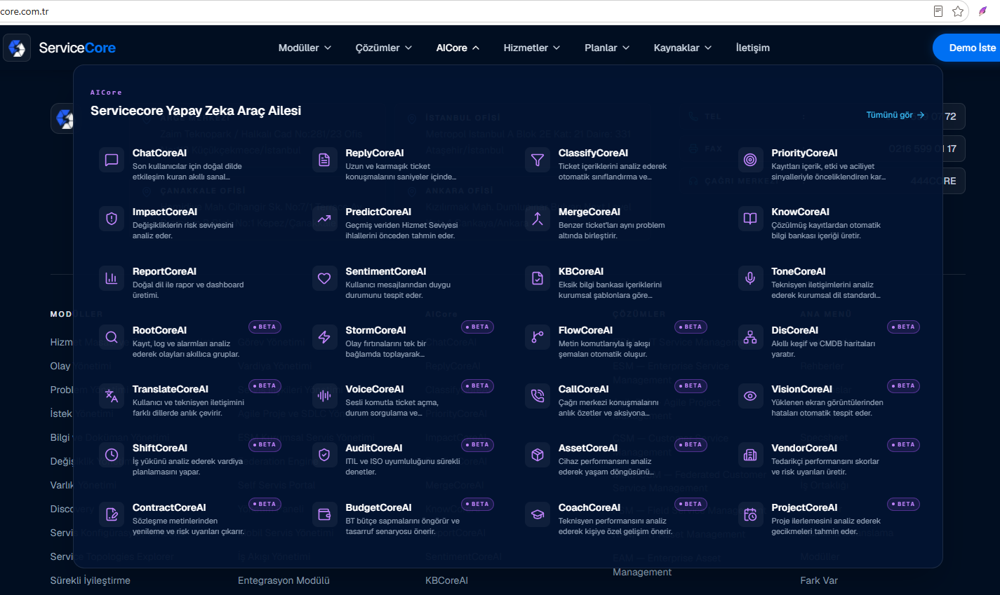 core.com.tr
ServiceCore
Modüller
Çözümler
AICore
Hizmetler
Planlar
Kaynaklar
İletişim
Demo İste
AICore
Servicecore Yapay Zeka Araç Ailesi
Tümünü gör →
ChatCoreAI
Son kullanıcılar için doğal dilde
etkileşim kuran akıllı sanal...
ReplyCoreAI
Uzun ve karmaşık ticket
konuşmalarını saniyeler içinde...
ClassifyCoreAI
Ticket içeriklerini analiz ederek
otomatik sınıflandırma ve...
PriorityCoreAI
Kayıtları içerik, etki ve aciliyet
sinyalleriyle önceliklendiren kar...
ImpactCoreAI
Değişikliklerin risk seviyesini
analiz eder.
PredictCoreAI
Geçmiş veriden Hizmet Seviyesi
ihlallerini önceden tahmin eder.
MergeCoreAI
Benzer ticket'ları aynı problem
altında birleştirir.
KnowCoreAI
Çözülmüş kayıtlardan otomatik
bilgi bankası içeriği üretir.
ReportCoreAI
Doğal dil ile rapor ve dashboard
üretimi.
SentimentCoreAI
Kullanıcı mesajlarından duygu
durumunu tespit eder.
KBCoreAI
Eksik bilgi bankası içeriklerini
kurumsal şablonlara göre...
ToneCoreAI
Teknisyen iletişimlerini analiz
ederek kurumsal dil standardı...
RootCoreAI
BETA
Kayıt, log ve alarmları analiz
ederek olayları akıllıca gruplar.
StormCoreAI
BETA
Olay fırtınalarını tek bir
bağlamda toplayarak...
FlowCoreAI
BETA
Metin komutlarıyla iş akışı
şemaları otomatik oluşur.
DisCoreAI
BETA
Akıllı keşif ve CMDB haritaları
yaratır.
TranslateCoreAI
BETA
Kullanıcı ve teknisyen iletişimini
farklı dillerde anlık çevirir.
VoiceCoreAI
BETA
Sesli komutla ticket açma,
durum sorgulama ve...
CallCoreAI
BETA
Çağrı merkezi konuşmalarını
anlık özetler ve aksiyona...
VisionCoreAI
BETA
Yüklenen ekran görüntülerinden
hataları otomatik tespit eder.
ShiftCoreAI
BETA
İş yükünü analiz ederek vardiya
planlamasını yapar.
AuditCoreAI
BETA
ITIL ve ISO uyumluluğunu sürekli
denetler.
AssetCoreAI
BETA
Cihaz performansını analiz
ederek yaşam döngüsünü...
VendorCoreAI
BETA
Tedarikçi performansını skorlar
ve risk uyarıları üretir.
ContractCoreAI
BETA
Sözleşme metinlerinden
yenileme ve risk uyarıları çıkarır.
BudgetCoreAI
BETA
BT bütçe sapmalarını öngörür ve
tasarruf senaryosu önerir.
CoachCoreAI
BETA
Teknisyen performansını analiz
ederek kişiye özel gelişim önerir.
ProjectCoreAI
BETA
Proje ilerlemesini analiz ederek
gecikmeleri tahmin eder.
Management
Sürekli İyileştirme
Entegrasyon Modülü
KBCoreAI
Fark Var